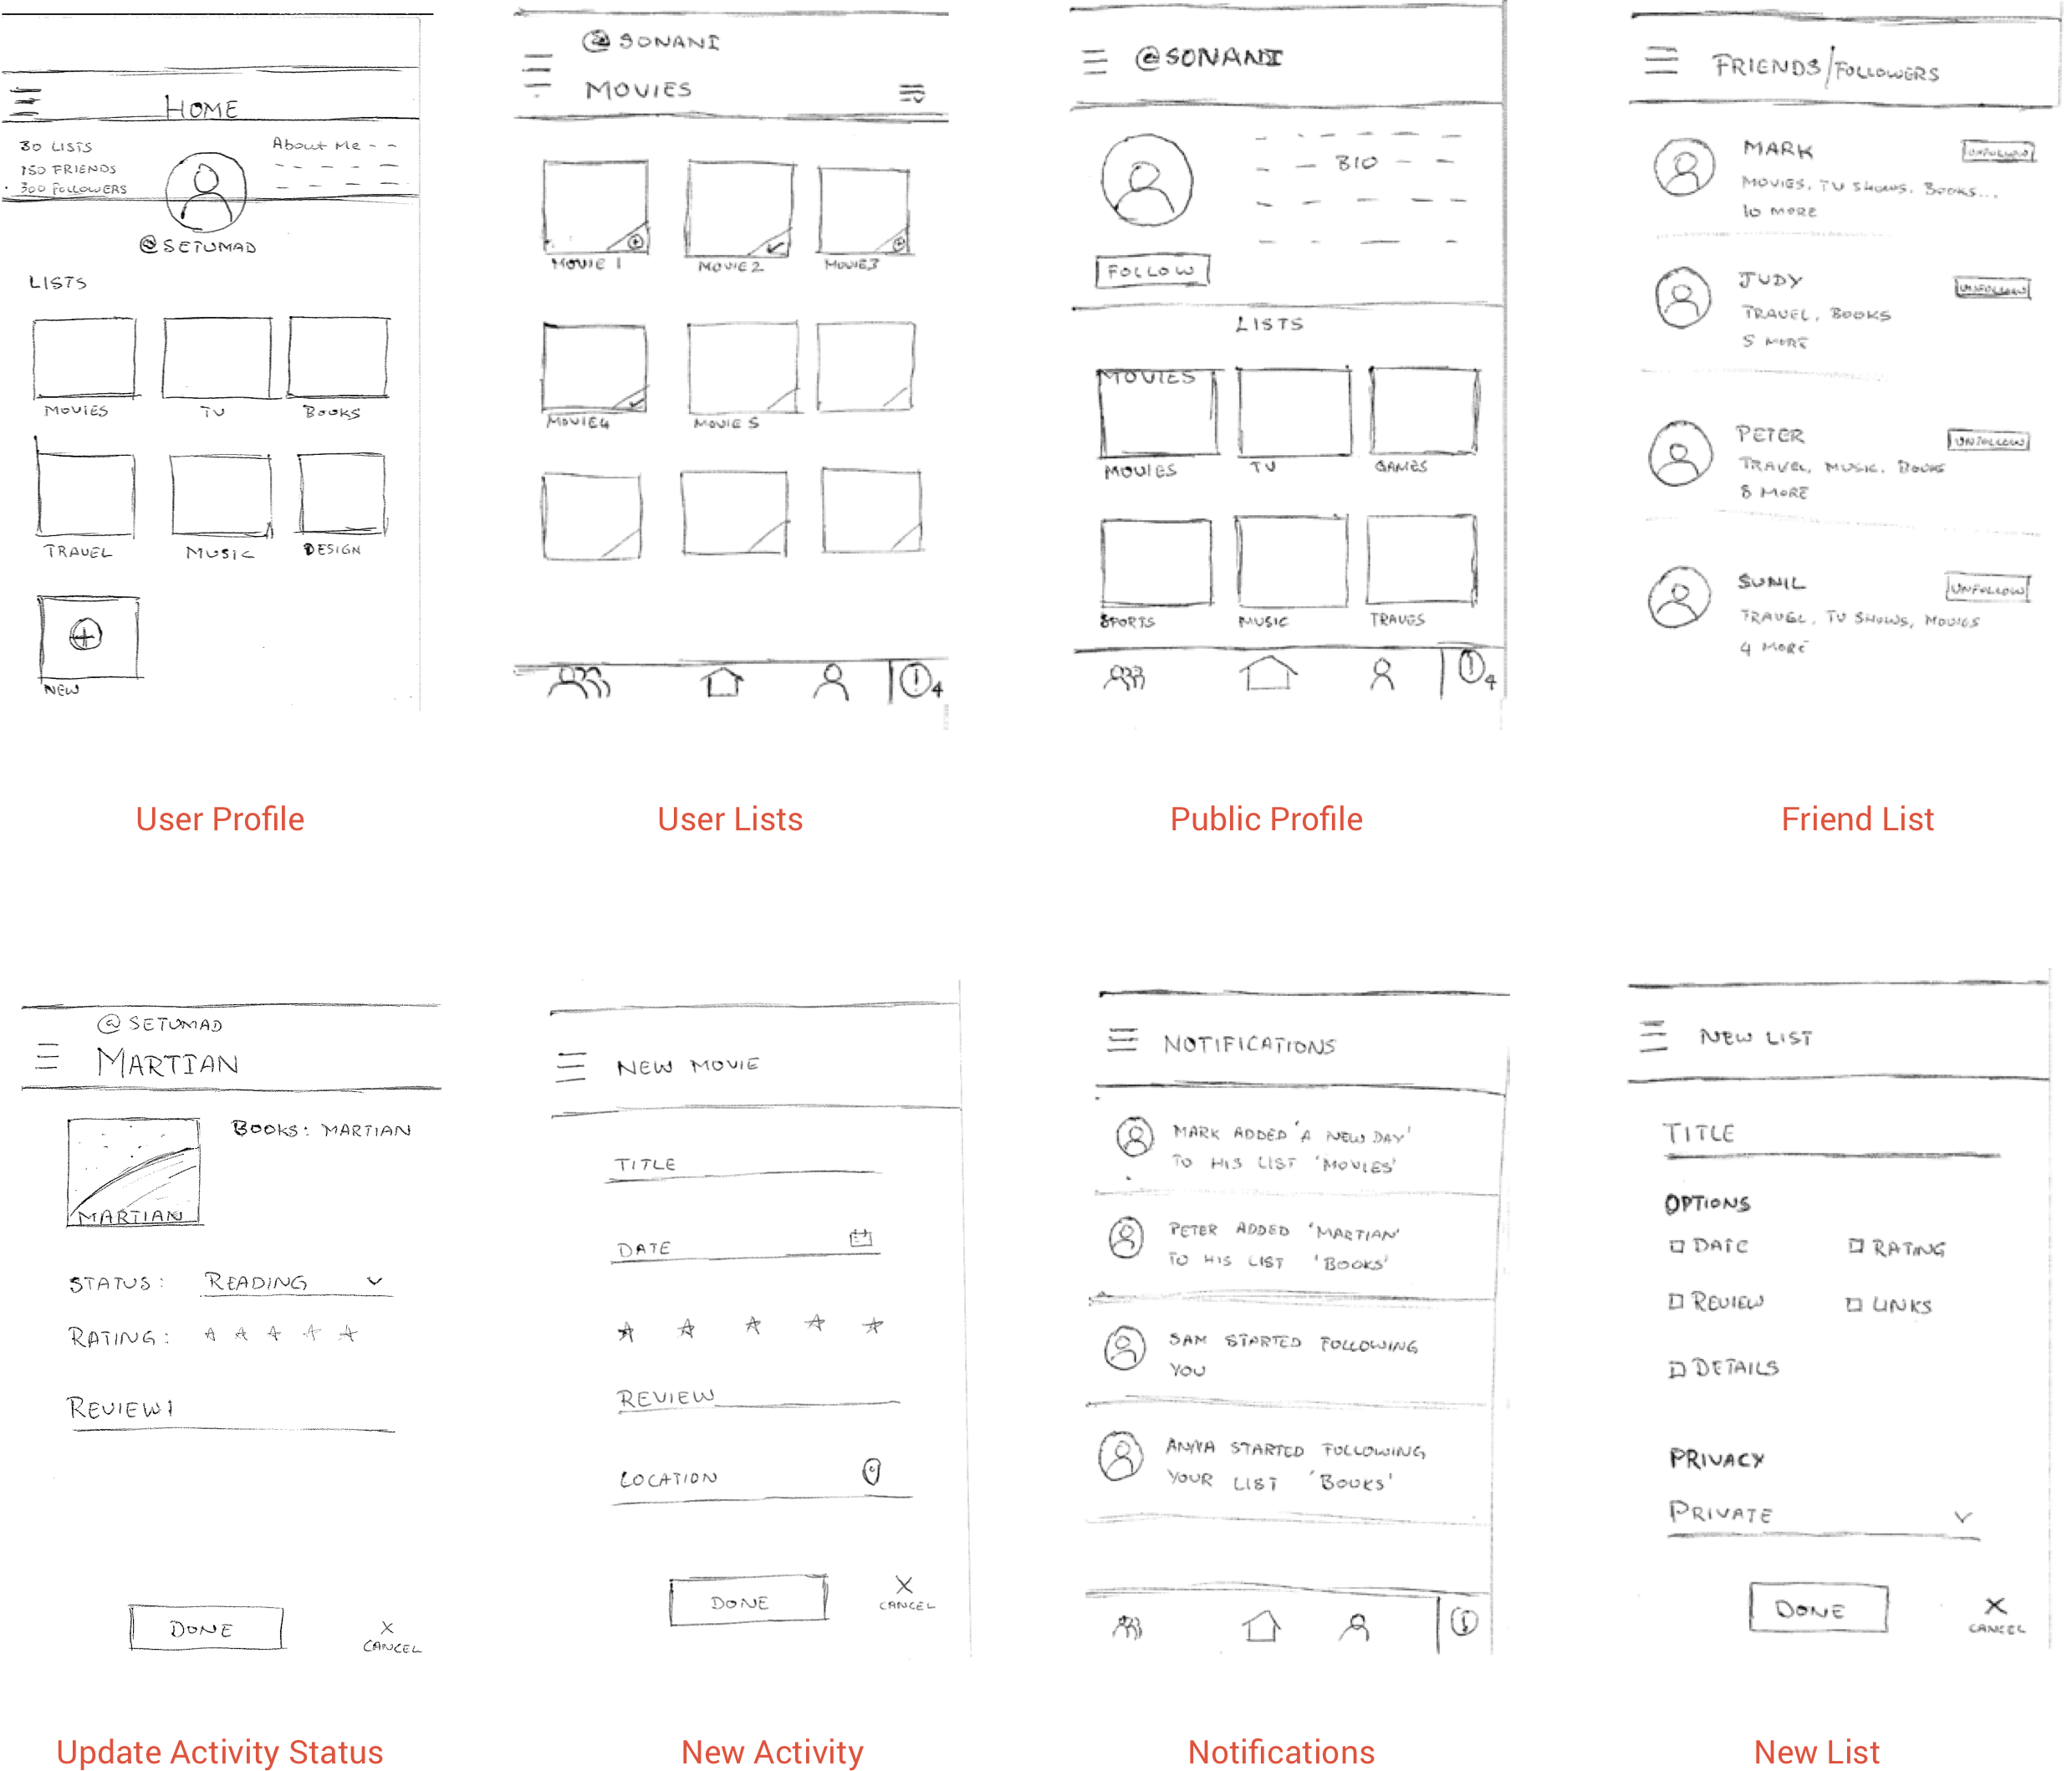 HOME
30 LISTS
150 FRIENDS
300 FOLLOWERS
About Me
@SETUMAD
LISTS
MOVIES TV BOOKS
TRAVEL MUSIC DESIGN
NEW
User Profile
@SONANI
MOVIES
MOVIE 1 MOVIE 2 MOVIE3
MOVIE4 MOVIE 5
4
User Lists
@SONANI
BIO
FOLLOW
LISTS
MOVIES
MOVIES TV GAMES
SPORTS MUSIC TRAVES
4
Public Profile
FRIENDS/FOLLOWERS
MARK UNFOLLOW
MOVIES, TV SHOWS, BOOKS...
10 MORE
JUDY UNFOLLOW
TRAVEL, BOOKS
5 MORE
PETER UNFOLLOW
TRAVEL, MUSIC, BOOKS
8 MORE
SUNIL UNFOLLOW
TRAVEL, TV SHOWS, MOVIES
4 MORE
Friend List
@SETUMAD
MARTIAN
BOOKS: MARTIAN
MARTIAN
STATUS: READING
RATING:
REVIEW
DONE
X
CANCEL
Update Activity Status
NEW MOVIE
TITLE
DATE
REVIEW
LOCATION
DONE
X
CANCEL
New Activity
NOTIFICATIONS
MARK ADDED 'A NEW DAY'
TO HIS LIST 'MOVIES'
PETER ADDED 'MARTIAN'
TO HIS LIST 'BOOKS'
SAM STARTED FOLLOWING
YOU
STARTED FOLLOWING
YOUR LIST 'BOOKS'
Notifications
NEW LIST
TITLE
OPTIONS
DATE RATING
REVIEW LINKS
DETAILS
PRIVACY
PRIVATE
DONE
X
CANCEL
New List